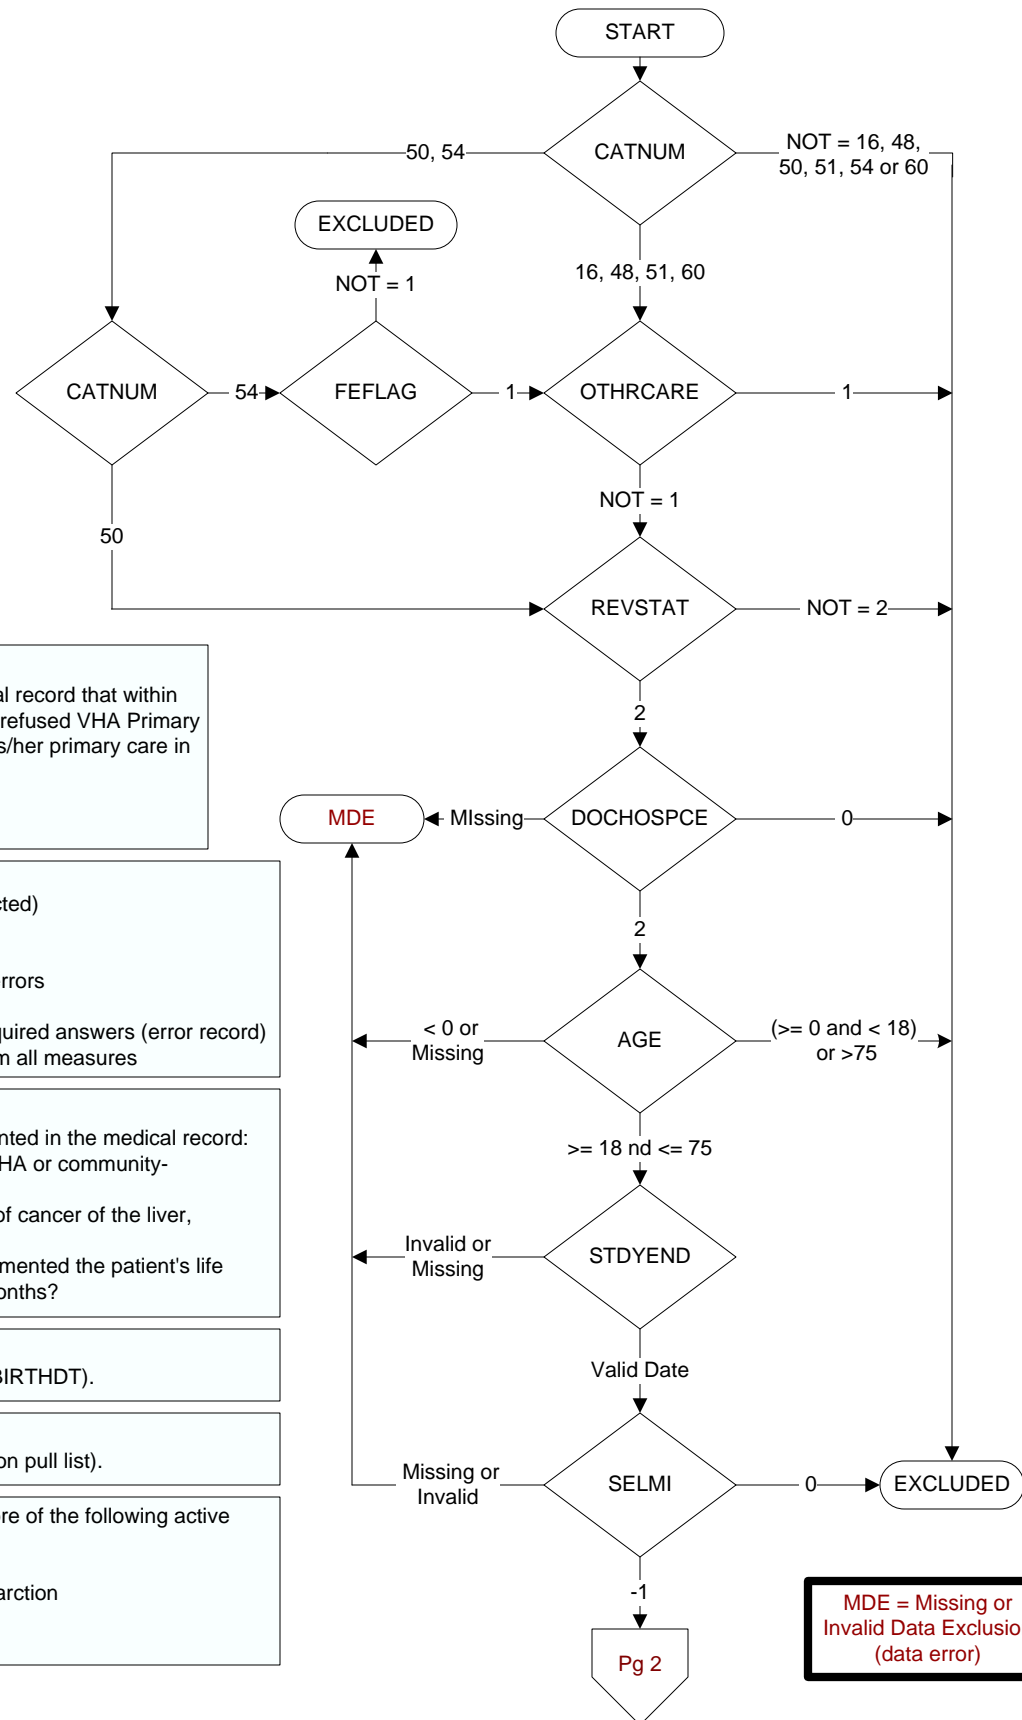 START
CATNUM
50, 54
NOT = 16, 48,
50, 51, 54 or 60
EXCLUDED
NOT = 1
16, 48, 51, 60
CATNUM
54
FEFLAG
1
OTHRCARE
1
NOT = 1
50
REVSTAT
NOT = 2
2
al record that within
refused VHA Primary
s/her primary care in
MDE
MIssing
DOCHOSPCE
0
2
cted)
errors
quired answers (error record)
m all measures
< 0 or
Missing
AGE
(>= 0 and < 18)
or >75
>= 18 nd <= 75
nted in the medical record:
HA or community-
of cancer of the liver,
mented the patient's life
onths?
Invalid or
Missing
STDYEND
Valid Date
BIRTHDT).
on pull list).
Missing or
Invalid
SELMI
0
EXCLUDED
re of the following active
arction
-1
Pg 2
MDE = Missing or
Invalid Data Exclusio
(data error)